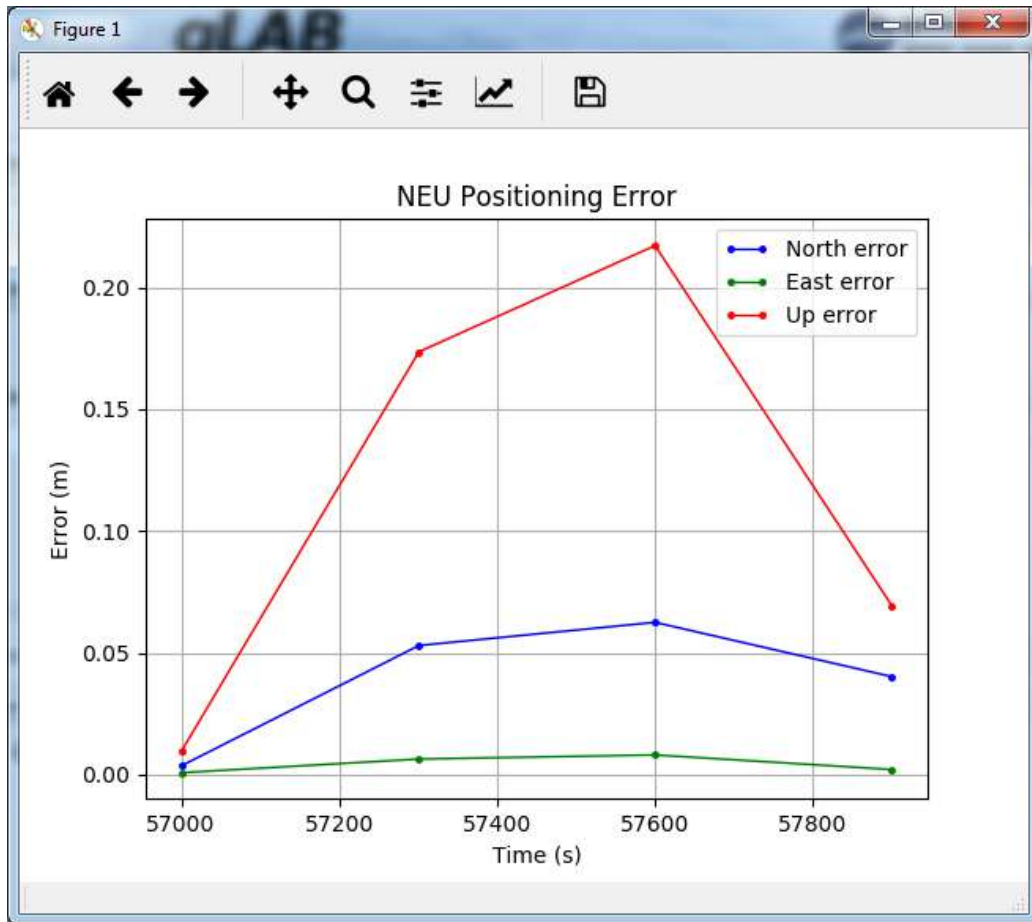 Figure 1
gLAB
NEU Positioning Error
North error
East error
Up error
Error (m)
0.20
0.15
0.10
0.05
0.00
57000 57200 57400 57600 57800
Time (s)